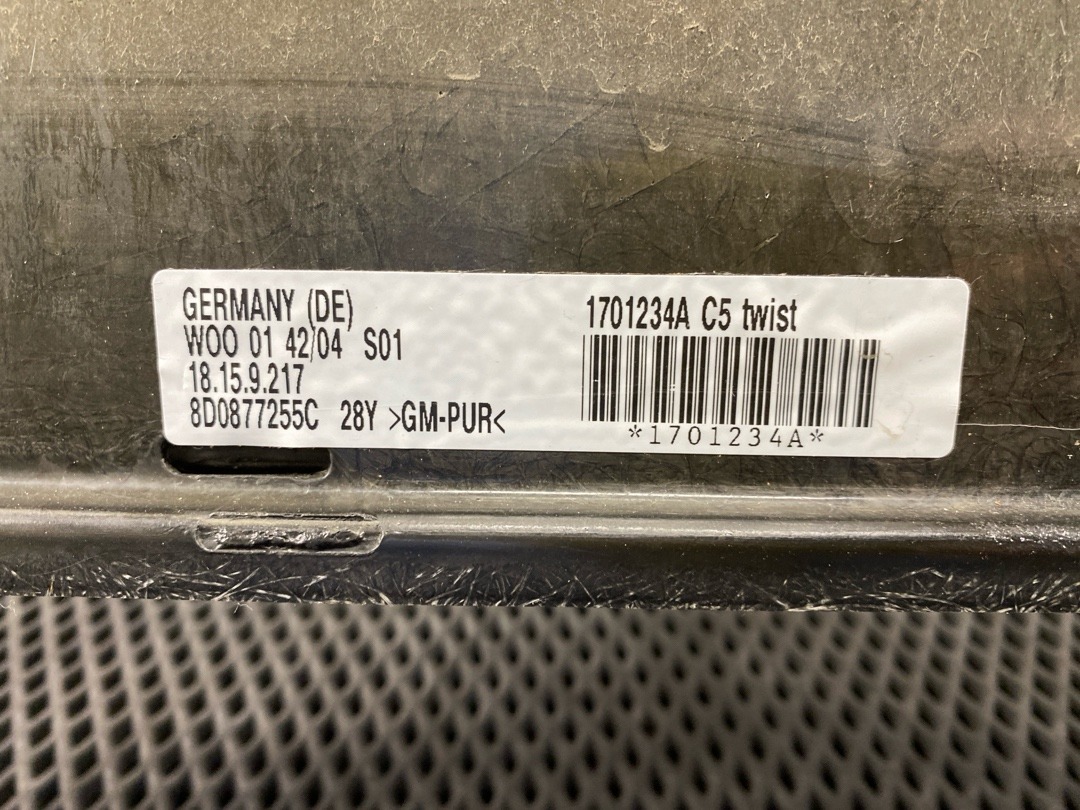 GERMANY (DE)
WOO 01 42/04 S01
18.15.9.217
8D0877255C 28Y >GM-PUR<
1701234A C5 twist
*1701234A*